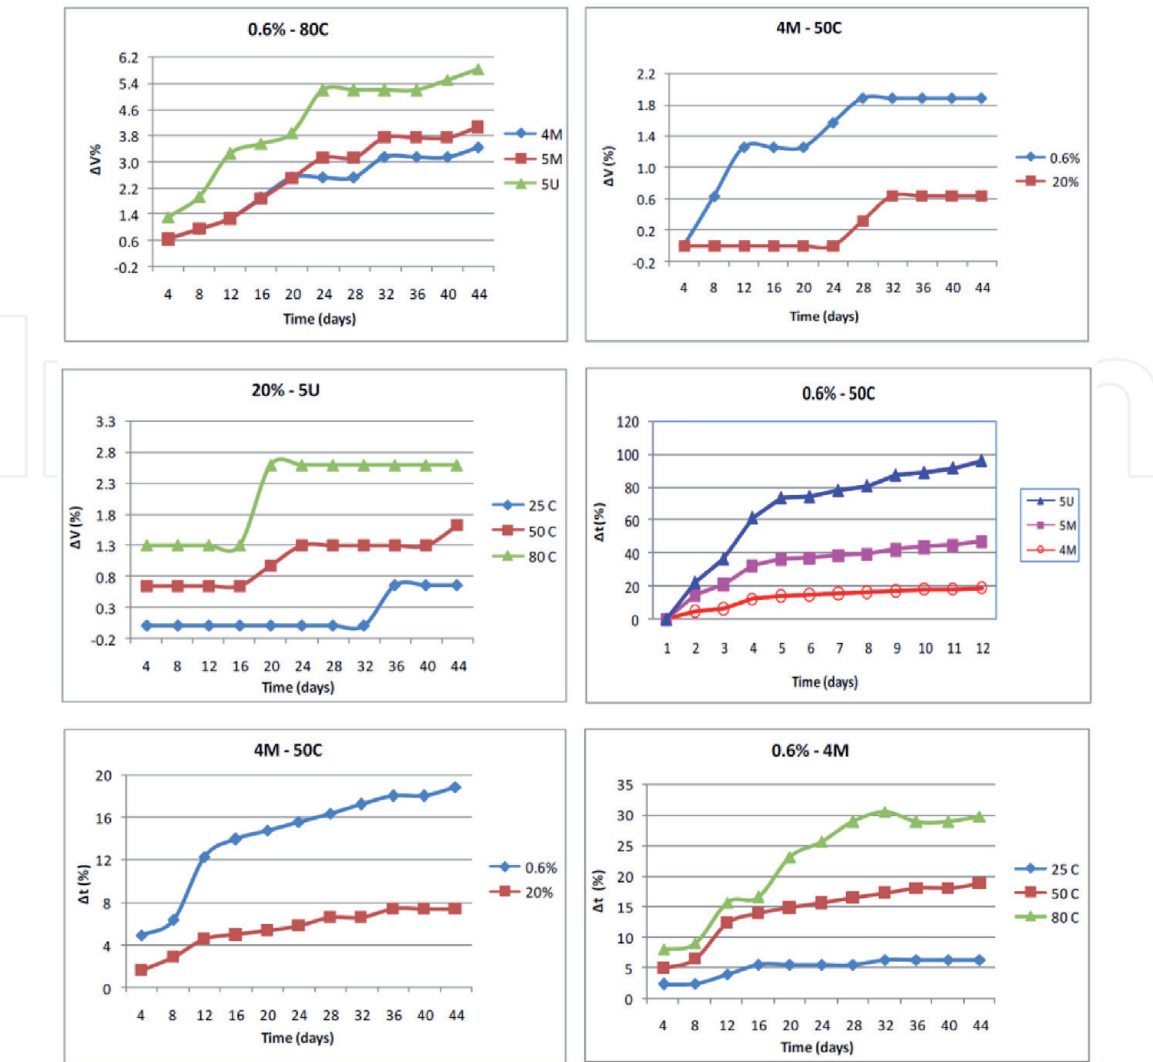 0.6% - 80C
6.2
5.4
4.6
3.8
3.0
2.2
1.4
0.6
-0.2
ΔV%
4 8 12 16 20 24 28 32 36 40 44
Time (days)
4M
5M
5U
4M - 50C
2.2
1.8
1.4
1.0
0.6
0.2
-0.2
ΔV (%)
4 8 12 16 20 24 28 32 36 40 44
Time (days)
0.6%
20%
20% - 5U
3.3
2.8
2.3
1.8
1.3
0.8
0.3
-0.2
ΔV (%)
4 8 12 16 20 24 28 32 36 40 44
Time (days)
25 C
50 C
80 C
0.6% - 50C
120
100
80
60
40
20
0
Δt(%)
1 2 3 4 5 6 7 8 9 10 11 12
Time (days)
5U
5M
4M
4M - 50C
20
16
12
8
4
0
Δt (%)
4 8 12 16 20 24 28 32 36 40 44
Time (days)
0.6%
20%
0.6% - 4M
35
30
25
20
15
10
5
0
Δt (%)
4 8 12 16 20 24 28 32 36 40 44
Time (days)
25 C
50 C
80 C